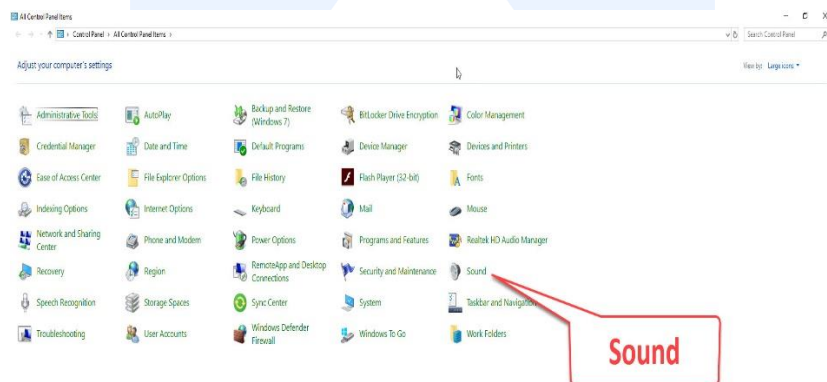 All Control Panel Items
Control Panel > All Control Panel Items >
Search Control Panel
Adjust your computer's settings
View by: Large icons
Administrative Tools
AutoPlay
Backup and Restore
(Windows 7)
BitLocker Drive Encryption
Color Management
Credential Manager
Date and Time
Default Programs
Device Manager
Devices and Printers
Ease of Access Center
File Explorer Options
File History
Flash Player (32-bit)
Fonts
Indexing Options
Internet Options
Keyboard
Mail
Mouse
Network and Sharing
Center
Phone and Modem
Power Options
Programs and Features
Realtek HD Audio Manager
Recovery
Region
RemoteApp and Desktop
Connections
Security and Maintenance
Sound
Speech Recognition
Storage Spaces
Sync Center
System
Taskbar and Navigation
Troubleshooting
User Accounts
Windows Defender
Firewall
Windows To Go
Work Folders
Sound